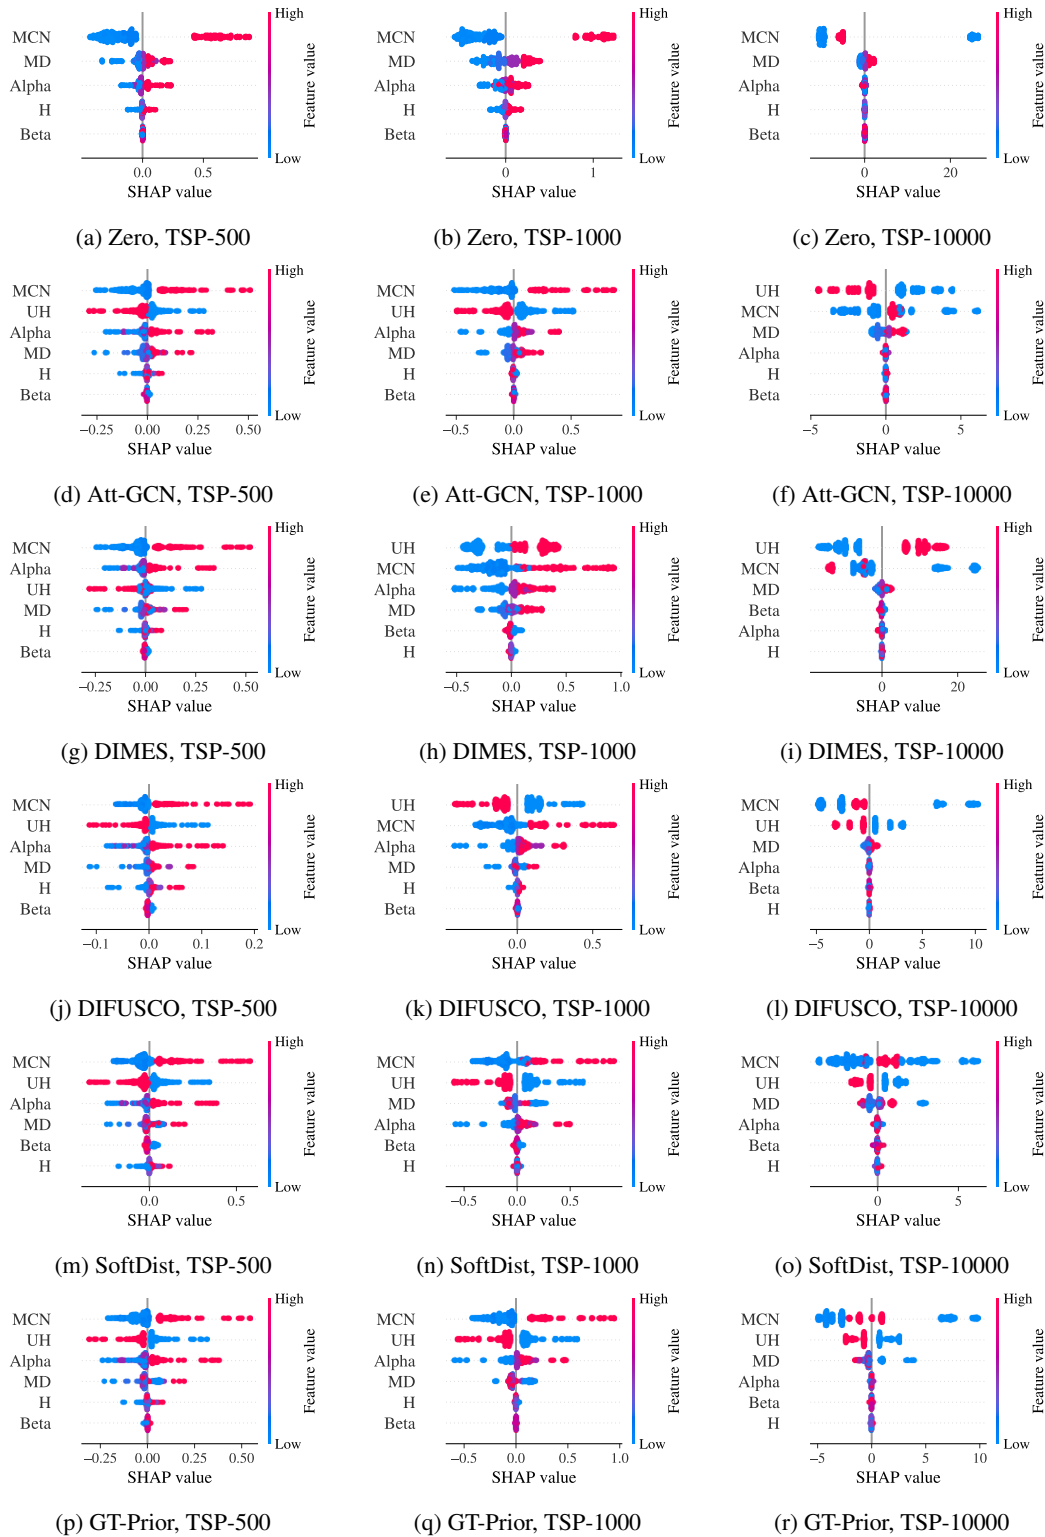 High
MCN
MD
Alpha
H
Beta
Feature value
Low
0.0 0.5
SHAP value
(a) Zero, TSP-500
High
MCN
MD
Alpha
H
Beta
Feature value
Low
0 1
SHAP value
(b) Zero, TSP-1000
High
MCN
MD
Alpha
H
Beta
Feature value
Low
0 20
SHAP value
(c) Zero, TSP-10000
High
MCN
UH
Alpha
MD
H
Beta
Feature value
Low
−0.25 0.00 0.25 0.50
SHAP value
(d) Att-GCN, TSP-500
High
MCN
UH
Alpha
MD
H
Beta
Feature value
Low
−0.5 0.0 0.5
SHAP value
(e) Att-GCN, TSP-1000
High
UH
MCN
MD
Alpha
H
Beta
Feature value
Low
−5 0 5
SHAP value
(f) Att-GCN, TSP-10000
High
MCN
Alpha
UH
MD
H
Beta
Feature value
Low
−0.25 0.00 0.25 0.50
SHAP value
(g) DIMES, TSP-500
High
UH
MCN
Alpha
MD
Beta
H
Feature value
Low
−0.5 0.0 0.5 1.0
SHAP value
(h) DIMES, TSP-1000
High
UH
MCN
MD
Beta
Alpha
H
Feature value
Low
0 20
SHAP value
(i) DIMES, TSP-10000
High
MCN
UH
Alpha
MD
H
Beta
Feature value
Low
−0.1 0.0 0.1 0.2
SHAP value
(j) DIFUSCO, TSP-500
High
UH
MCN
Alpha
MD
H
Beta
Feature value
Low
0.0 0.5
SHAP value
(k) DIFUSCO, TSP-1000
High
MCN
UH
MD
Alpha
Beta
H
Feature value
Low
−5 0 5 10
SHAP value
(l) DIFUSCO, TSP-10000
High
MCN
UH
Alpha
MD
Beta
H
Feature value
Low
0.0 0.5
SHAP value
(m) SoftDist, TSP-500
High
MCN
UH
MD
Alpha
Beta
H
Feature value
Low
−0.5 0.0 0.5
SHAP value
(n) SoftDist, TSP-1000
High
MCN
UH
MD
Alpha
Beta
H
Feature value
Low
0 5
SHAP value
(o) SoftDist, TSP-10000
High
MCN
UH
Alpha
MD
H
Beta
Feature value
Low
−0.25 0.00 0.25 0.50
SHAP value
(p) GT-Prior, TSP-500
High
MCN
UH
Alpha
MD
H
Beta
Feature value
Low
−0.5 0.0 0.5 1.0
SHAP value
(q) GT-Prior, TSP-1000
High
MCN
UH
MD
Alpha
Beta
H
Feature value
Low
−5 0 5 10
SHAP value
(r) GT-Prior, TSP-10000